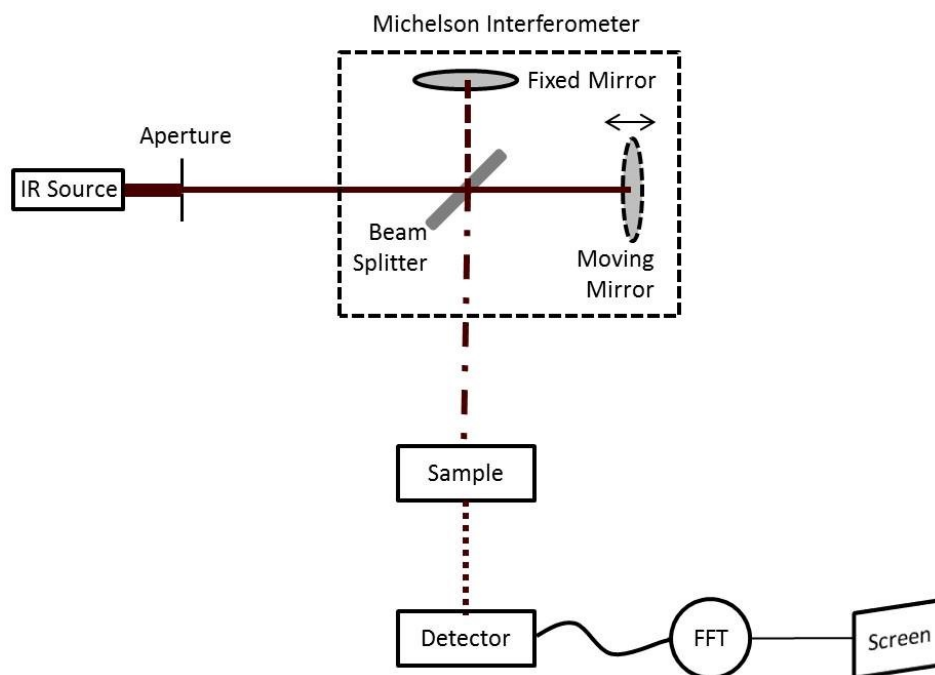 Michelson Interferometer
Fixed Mirror
Aperture
IR Source
Beam
Splitter
Moving
Mirror
Sample
Detector
FFT
Screen